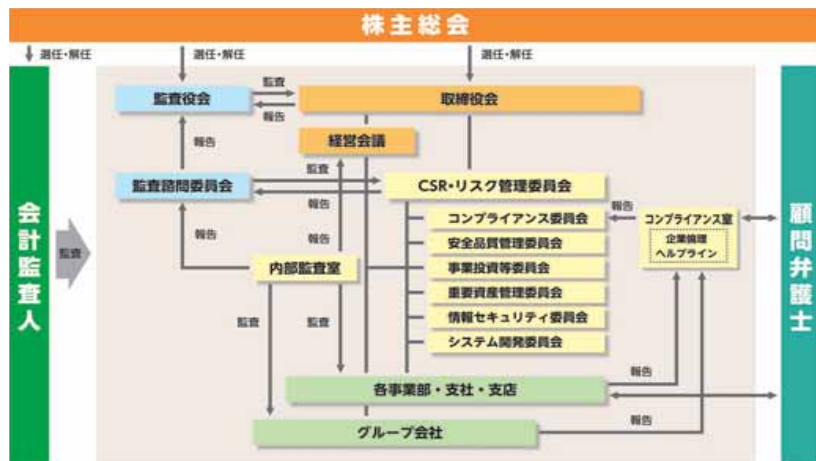 株主総会
選任・解任
選任・解任
選任・解任
監査役会
監査
報告
取締役会
経営会議
報告
監査諮問委員会
監査
報告
CSR・リスク管理委員会
コンプライアンス委員会
安全品質管理委員会
事業投資等委員会
重要資産管理委員会
情報セキュリティ委員会
システム開発委員会
報告
コンプライアンス室
企業倫理
ヘルプライン
会計監査人
監査
報告
報告
内部監査室
監査
監査
顧問弁護士
各事業部・支社・支店
報告
グループ会社
報告